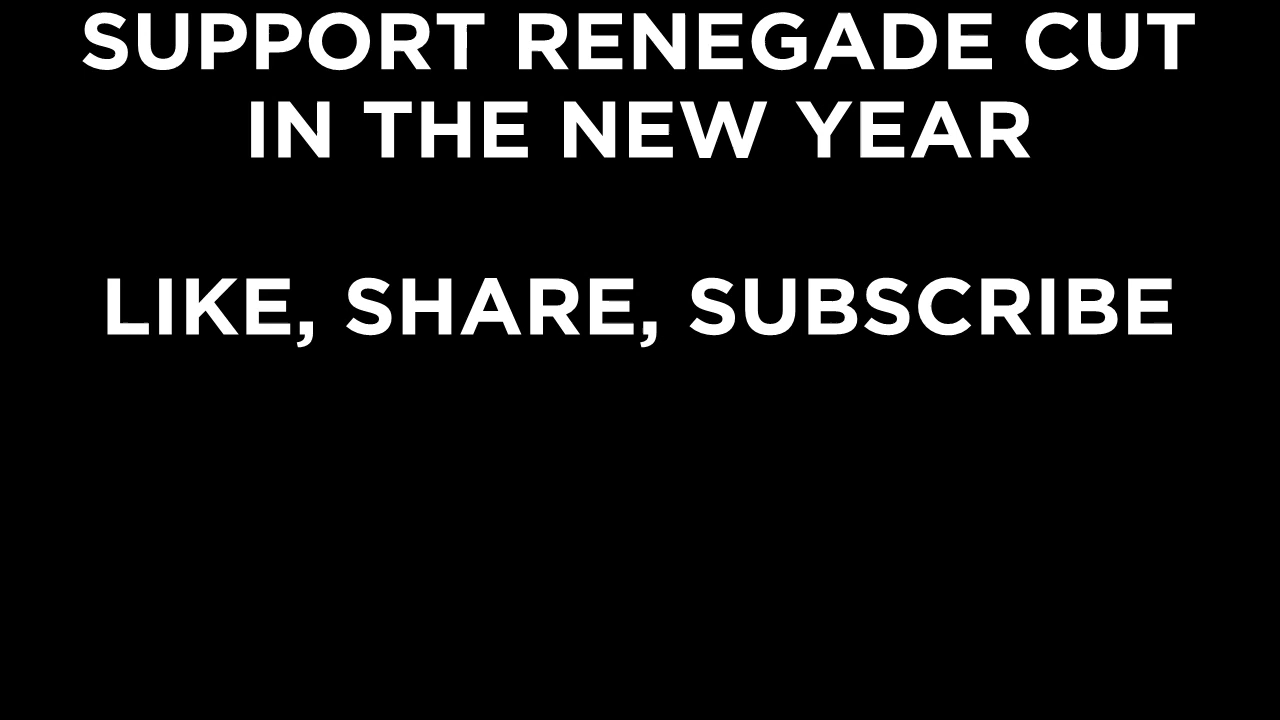 SUPPORT RENEGADE CUT
IN THE NEW YEAR
LIKE, SHARE, SUBSCRIBE